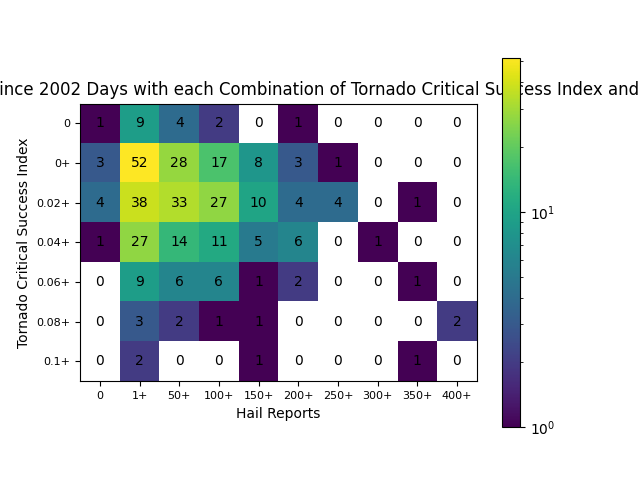 ince 2002 Days with each Combination of Tornado Critical Success Index and
Tornado Critical Success Index
0 1 9 4 2 0 1 0 0 0 0
0+ 3 52 28 17 8 3 1 0 0 0
0.02+ 4 38 33 27 10 4 4 0 1 0
0.04+ 1 27 14 11 5 6 0 1 0 0
0.06+ 0 9 6 6 1 2 0 0 1 0
0.08+ 0 3 2 1 1 0 0 0 0 2
0.1+ 0 2 0 0 1 0 0 0 1 0
0 1+ 50+ 100+ 150+ 200+ 250+ 300+ 350+ 400+
Hail Reports
10¹
10⁰